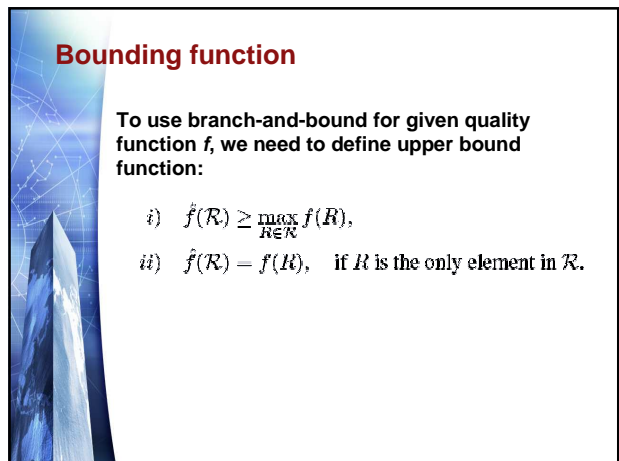 Bounding function
To use branch-and-bound for given quality
function f, we need to define upper bound
function:
i) f̂(ℛ) ≥ max_{R∈ℛ} f(R),
ii) f̂(ℛ) = f(R), if R is the only element in ℛ.